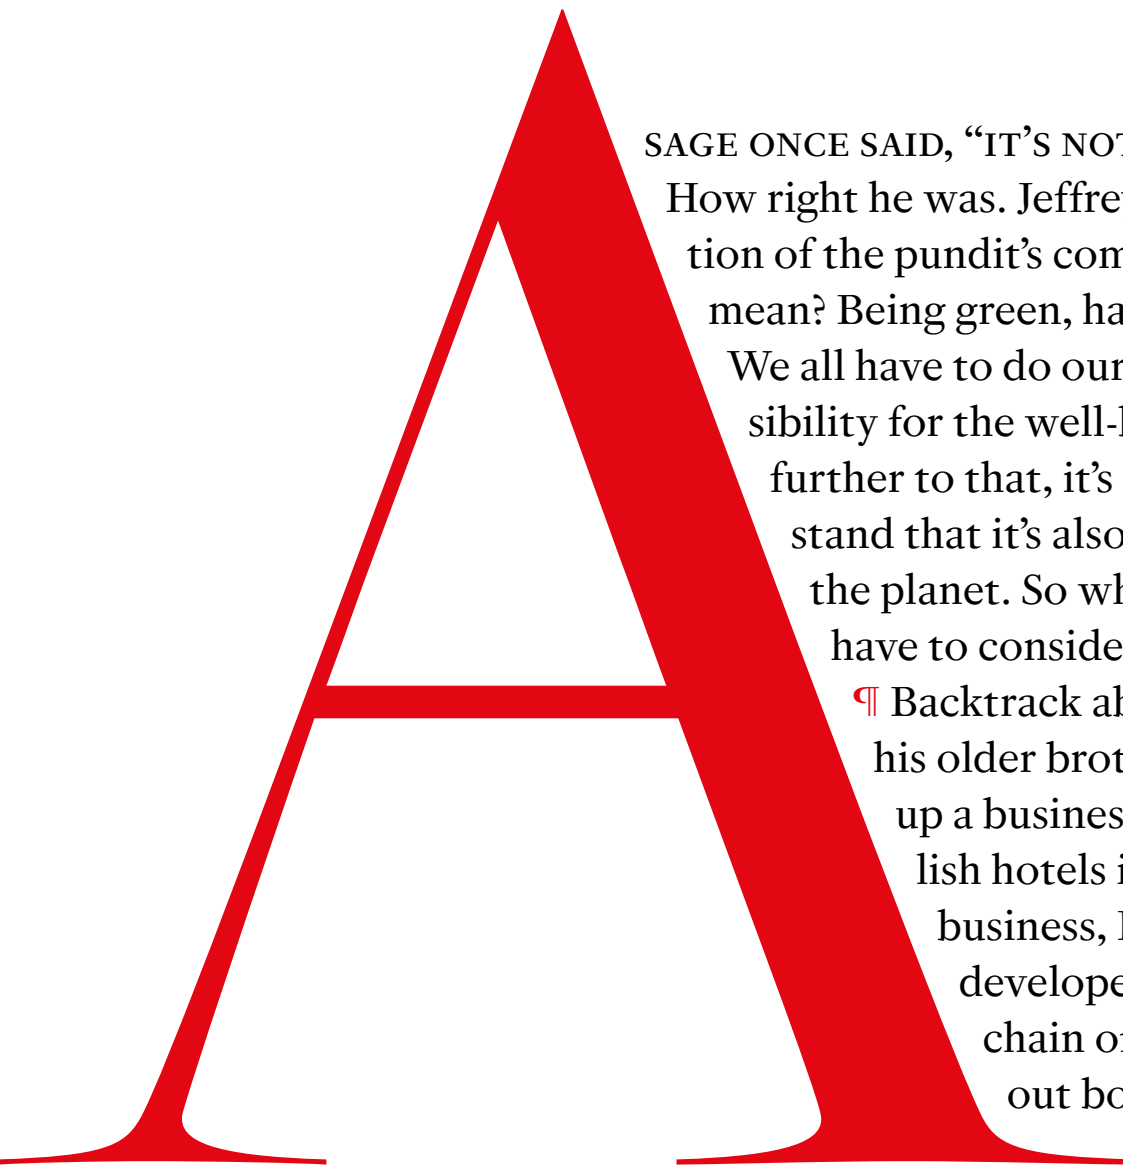 A
SAGE ONCE SAID, “IT’S NOT
How right he was. Jeffrey
tion of the pundit’s com
mean? Being green, ha
We all have to do our
sibility for the well-
further to that, it’s
stand that it’s also
the planet. So wh
have to conside
¶ Backtrack ab
his older brot
up a busines
lish hotels i
business,
develope
chain of
out bo